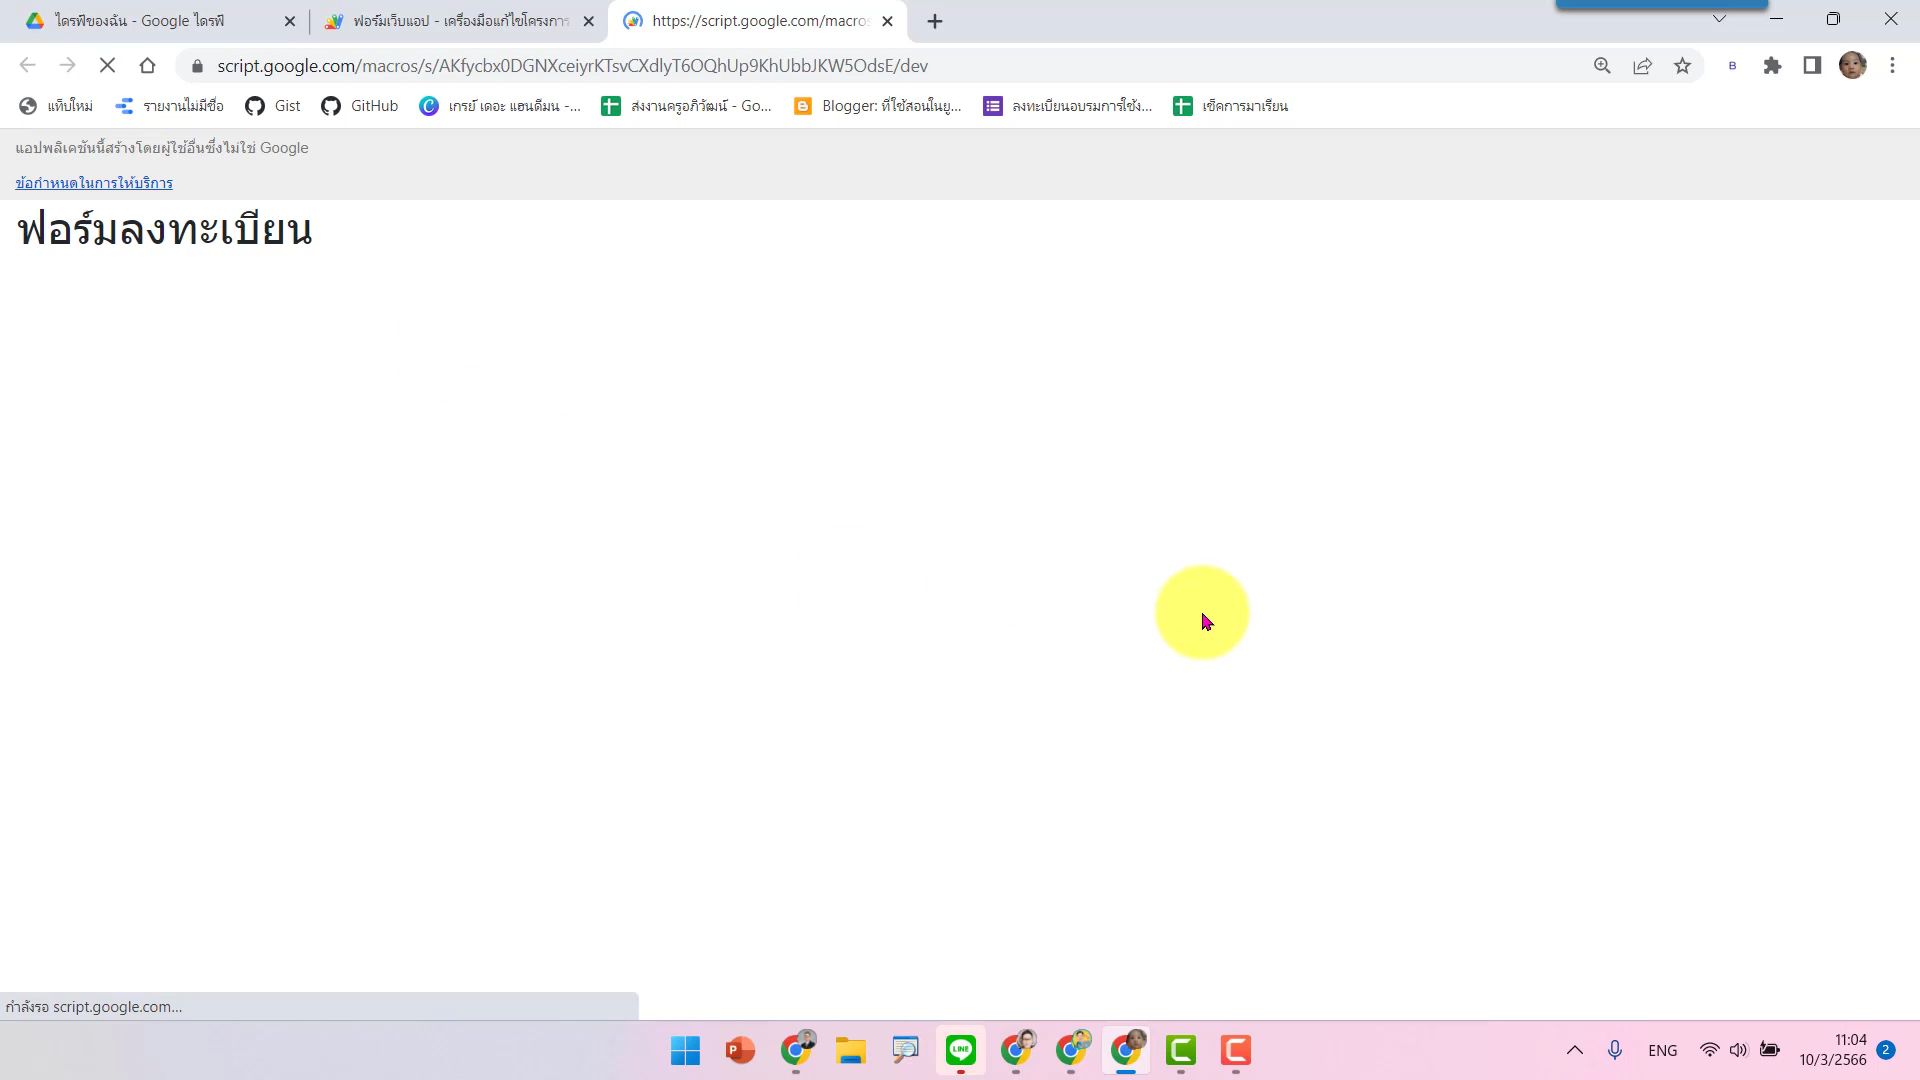 ไดรฟ์ของฉัน - Google ไดรฟ์
ฟอร์มเว็บแอป - เครื่องมือแก้ไขโครงการ
https://script.google.com/macros
script.google.com/macros/s/AKfycbx0DGNXceiyrKTsvCXdlyT6OQhUp9KhUbbJKW5OdsE/dev
B
แท็บใหม่
รายงานไม่มีชื่อ
Gist
GitHub
เกรย์ เดอะ แฮนดีมน -...
ส่งงานครูอภิวัฒน์ - Go...
Blogger: ที่ใช้สอนในยู...
ลงทะเบียนอบรมการใช้ง...
เช็คการมาเรียน
แอปพลิเคชันนี้สร้างโดยผู้ใช้อื่นซึ่งไม่ใช่ Google
ข้อกำหนดในการให้บริการ
ฟอร์มลงทะเบียน
กำลังรอ script.google.com...
ENG
11:04
10/3/2566
2